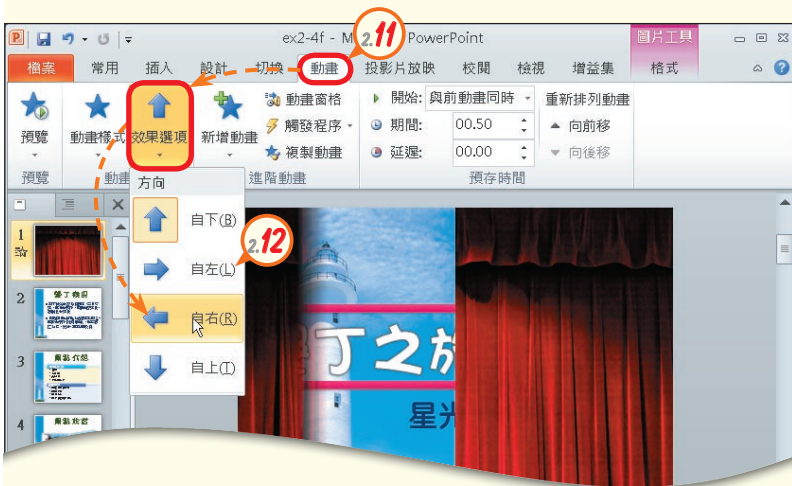 ex2-4f - M
PowerPoint
圖片工具
2.11
檔案 常用 插入 設計 切換 動畫 投影片放映 校閱 檢視 增益集 格式
預覽
動畫樣式
效果選項
新增動畫
動畫窗格
觸發程序
複製動畫
開始: 與前動畫同時
期間: 00.50
延遲: 00.00
重新排列動畫
向前移
向後移
預覽
動畫
進階動畫
預存時間
方向
自下(B)
自左(L)
自右(R)
自上(T)
2.12
1
2
3
4
丁之旅
星光